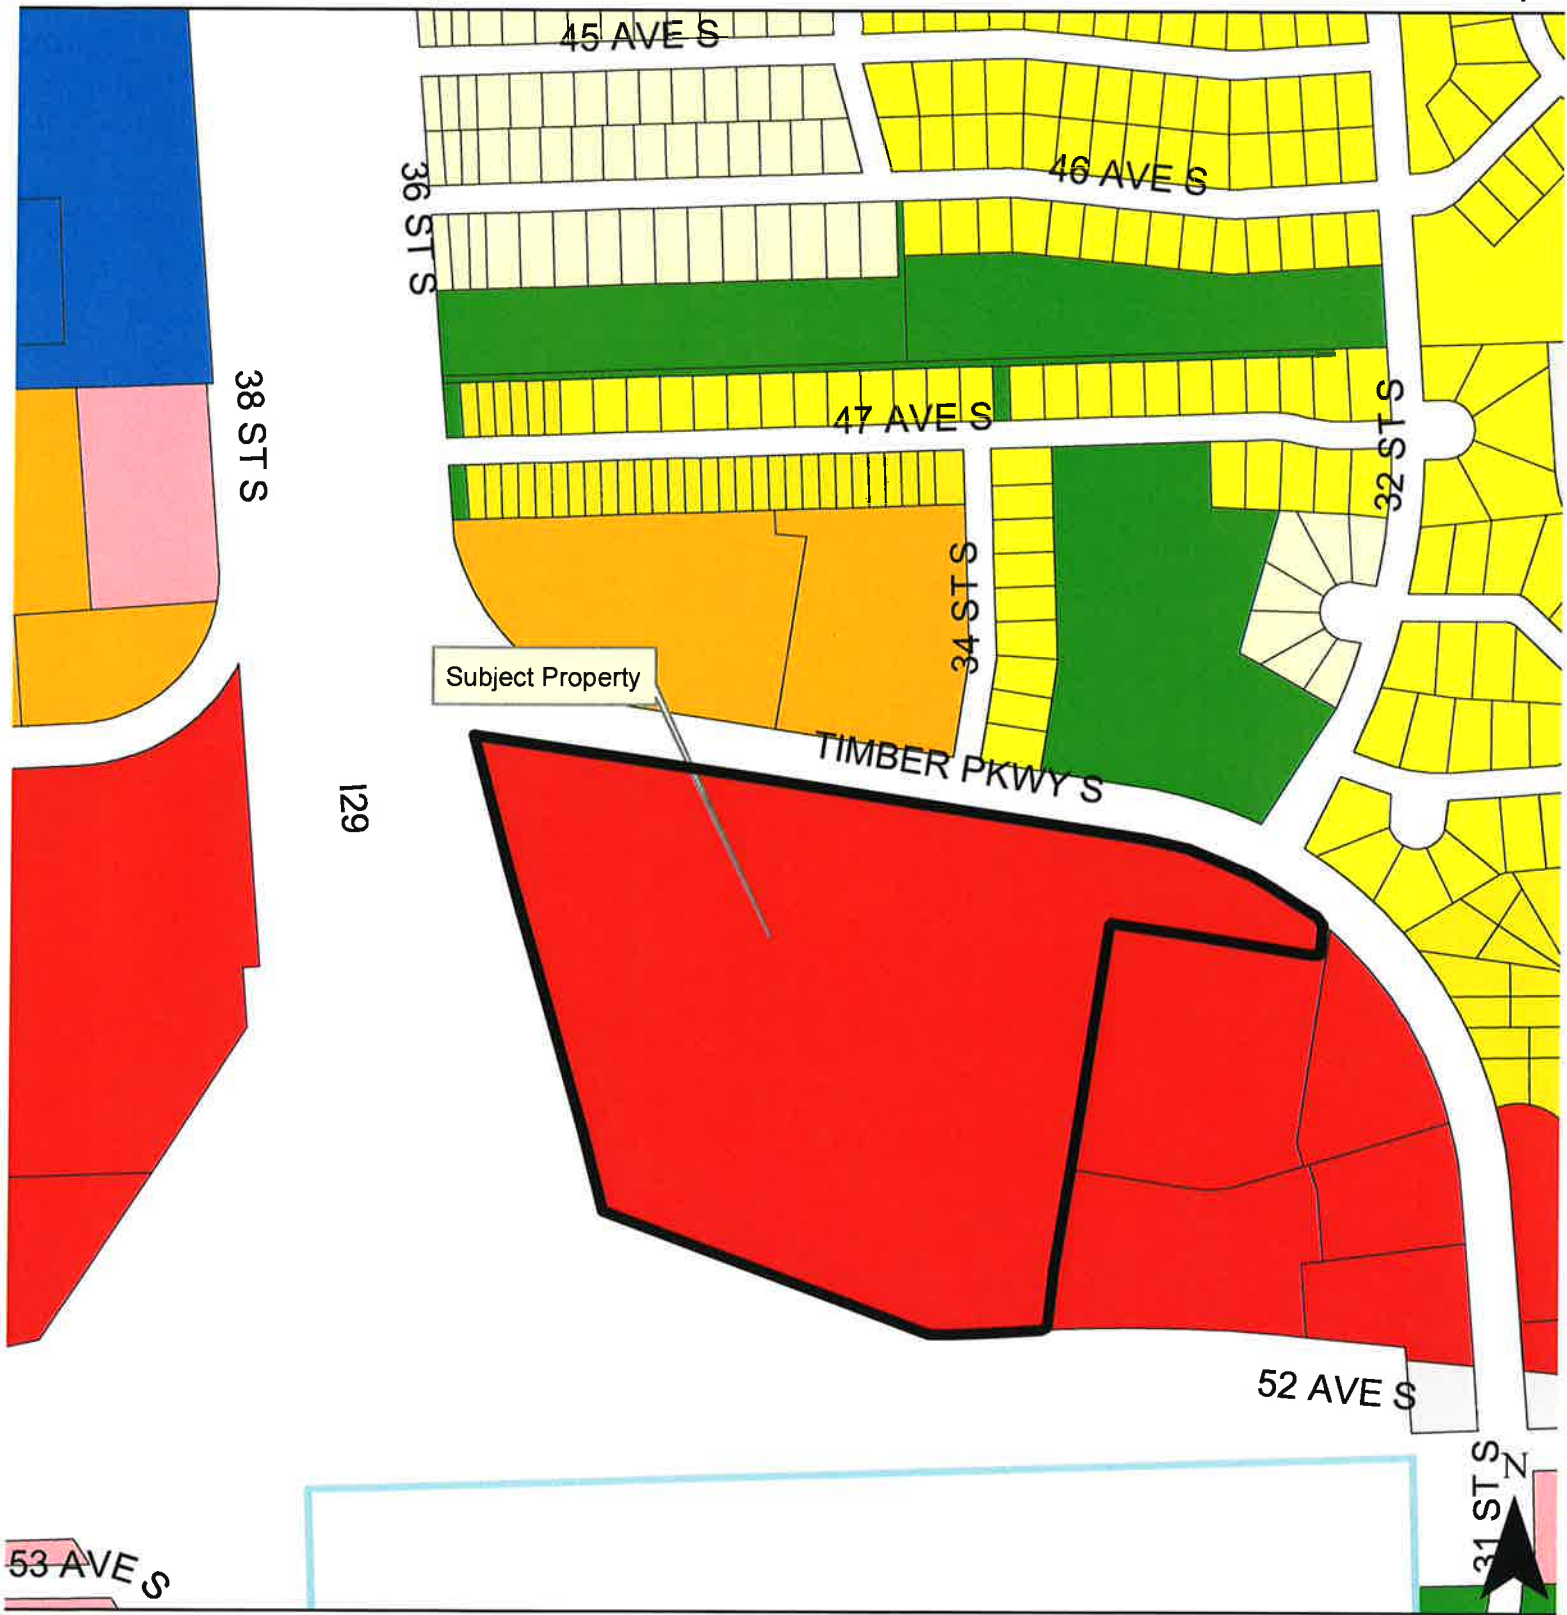 45 AVE S
46 AVE S
36 ST S
38 ST S
47 AVE S
32 ST S
34 ST S
Subject Property
TIMBER PKWY S
I29
52 AVE S
31 ST S
N
53 AVE S